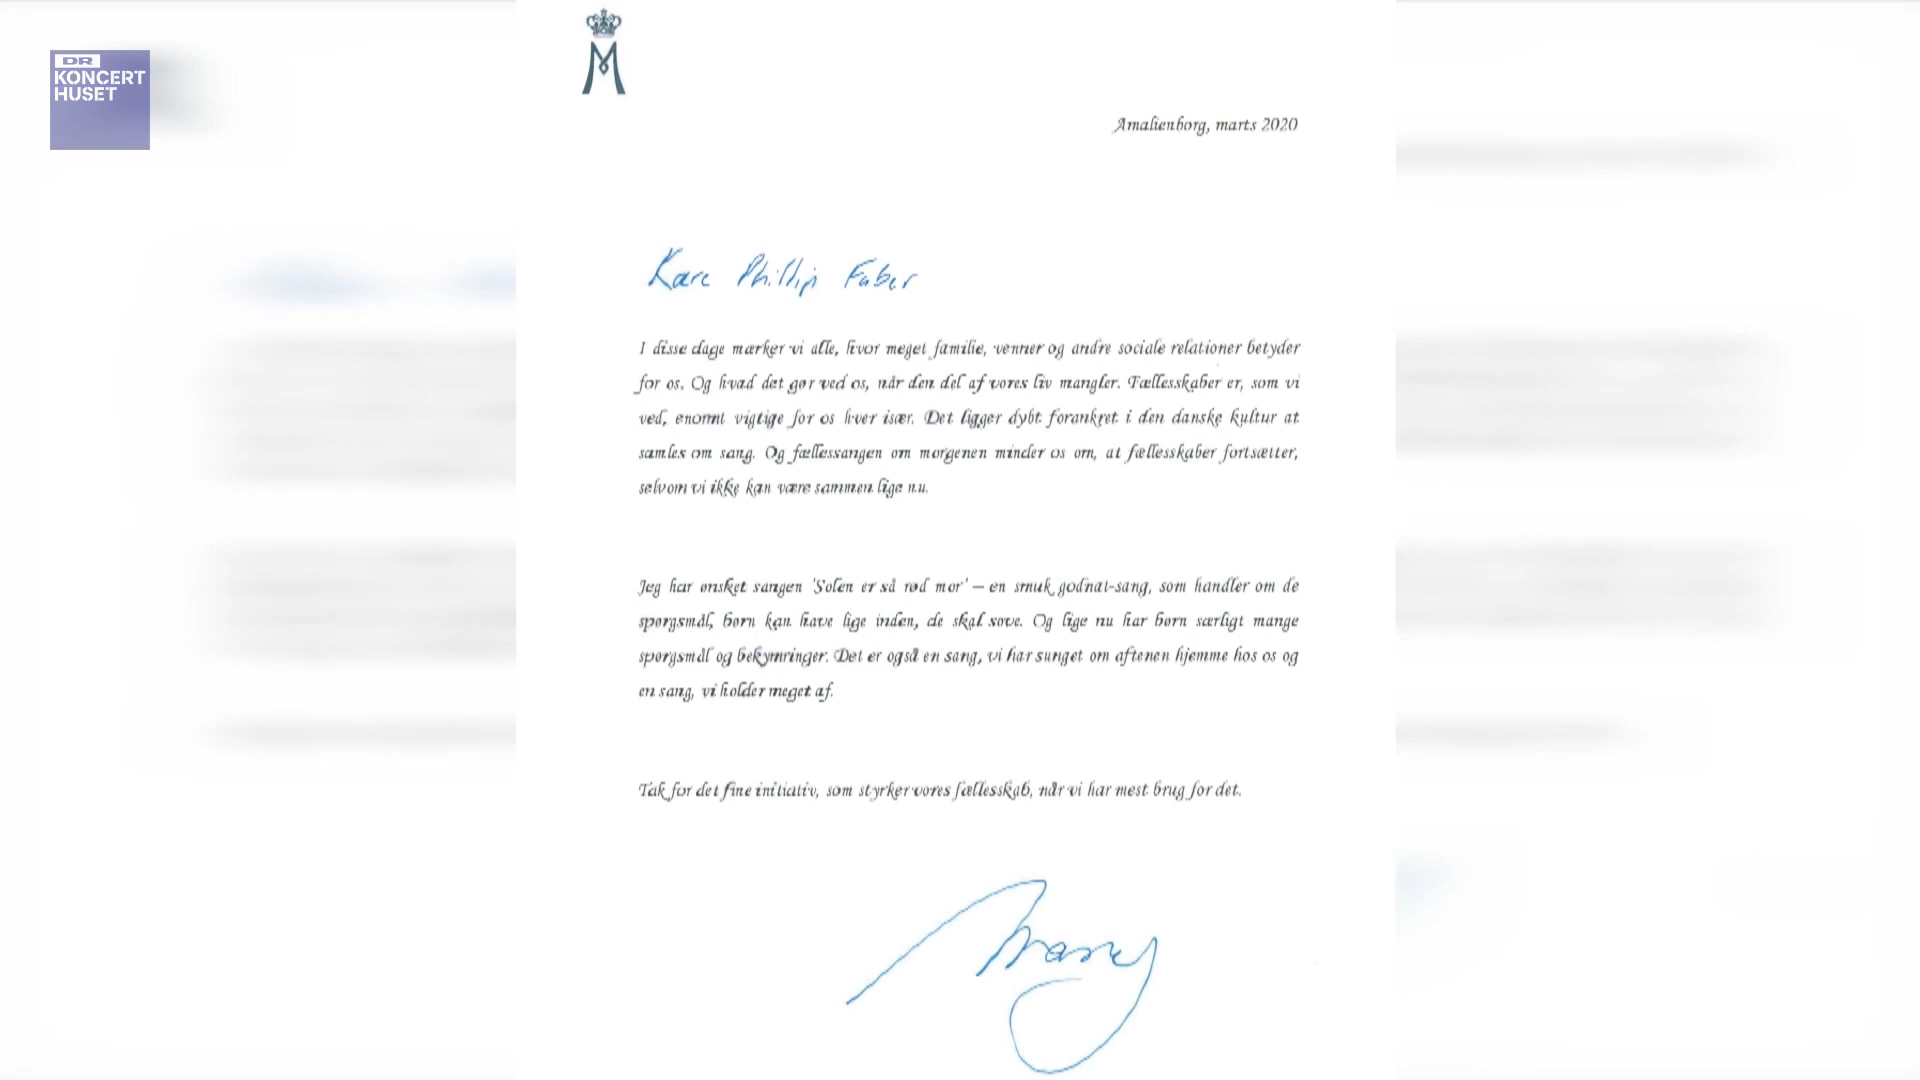 DR
KONCERT
HUSET
M
Amalienborg, marts 2020
Kære Phillip Faber
I disse dage mærker vi alle, hvor meget familie, venner og andre sociale relationer betyder
for os. Og hvad det gør ved os, når den del af vores liv mangler. Fællesskaber er, som vi
ved, enormt vigtige for os hver især. Det ligger dybt forankret i den danske kultur at
samles om sang. Og fællessangen om morgenen minder os om, at fællesskaber fortsætter,
selvom vi ikke kan være sammen lige nu.
Jeg har ønsket sangen 'Solen er så rød mor' – en smuk godnat-sang, som handler om de
spørgsmål, børn kan have lige inden, de skal sove. Og lige nu har børn særligt mange
spørgsmål og bekymringer. Det er også en sang, vi har sunget om aftenen hjemme hos os og
en sang, vi holder meget af.
Tak for det fine initiativ, som styrker vores fællesskab, når vi har mest brug for det.
Mary